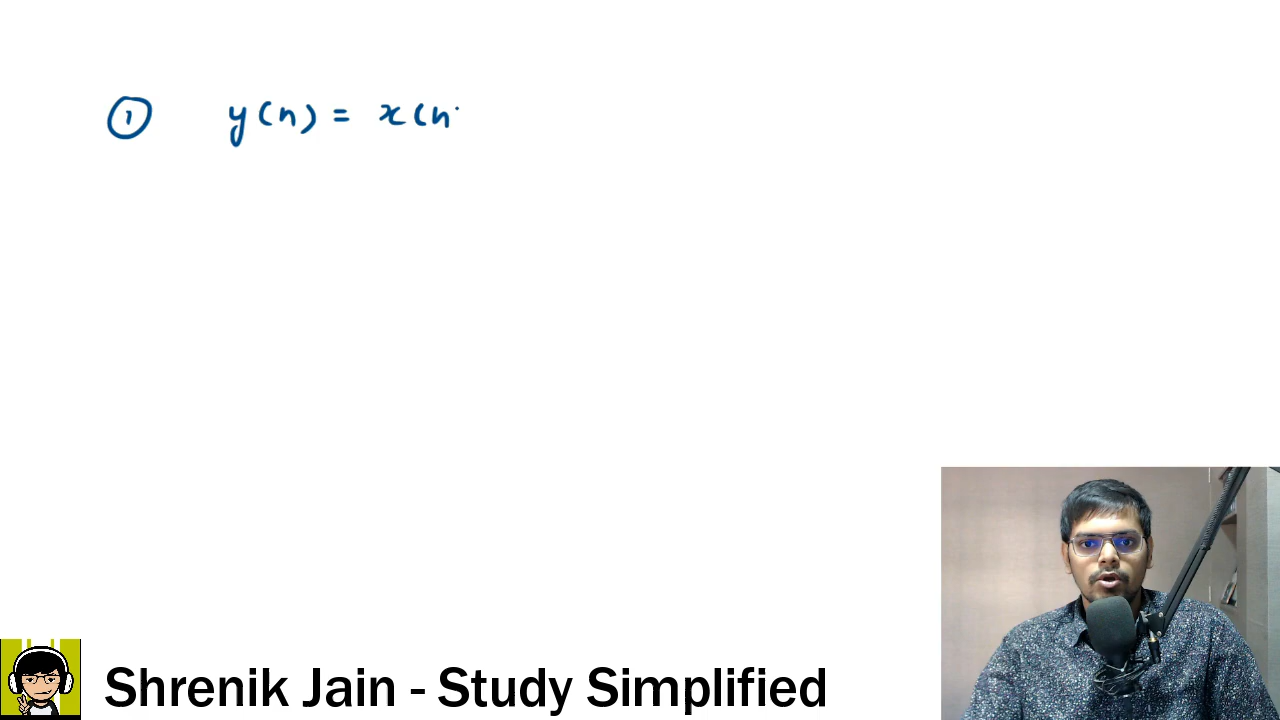 ① y(n) = x(n
Shrenik Jain - Study Simplified